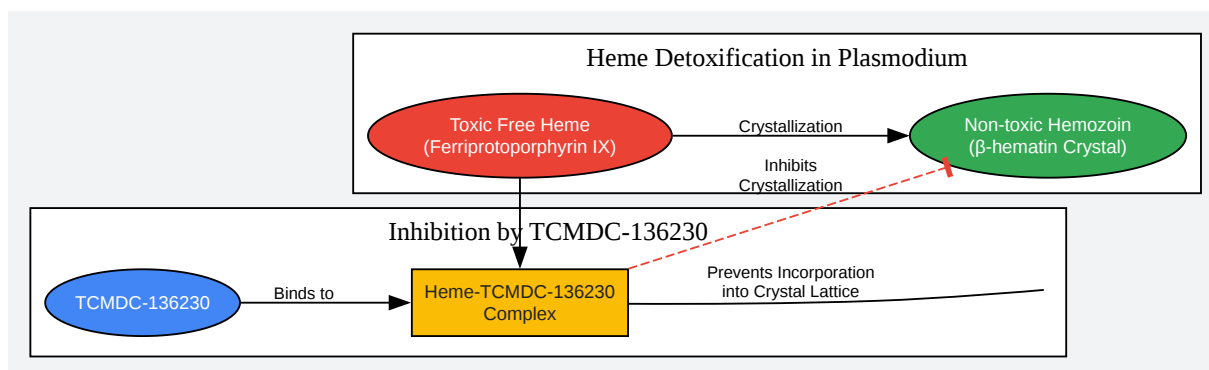 Heme Detoxification in Plasmodium
Toxic Free Heme
(Ferriprotoporphyrin IX)
Crystallization
Non-toxic Hemozoin
(β-hematin Crystal)
Inhibits
Crystallization
Inhibition by TCMDC-136230
TCMDC-136230
Binds to
Heme-TCMDC-136230
Complex
Prevents Incorporation
into Crystal Lattice